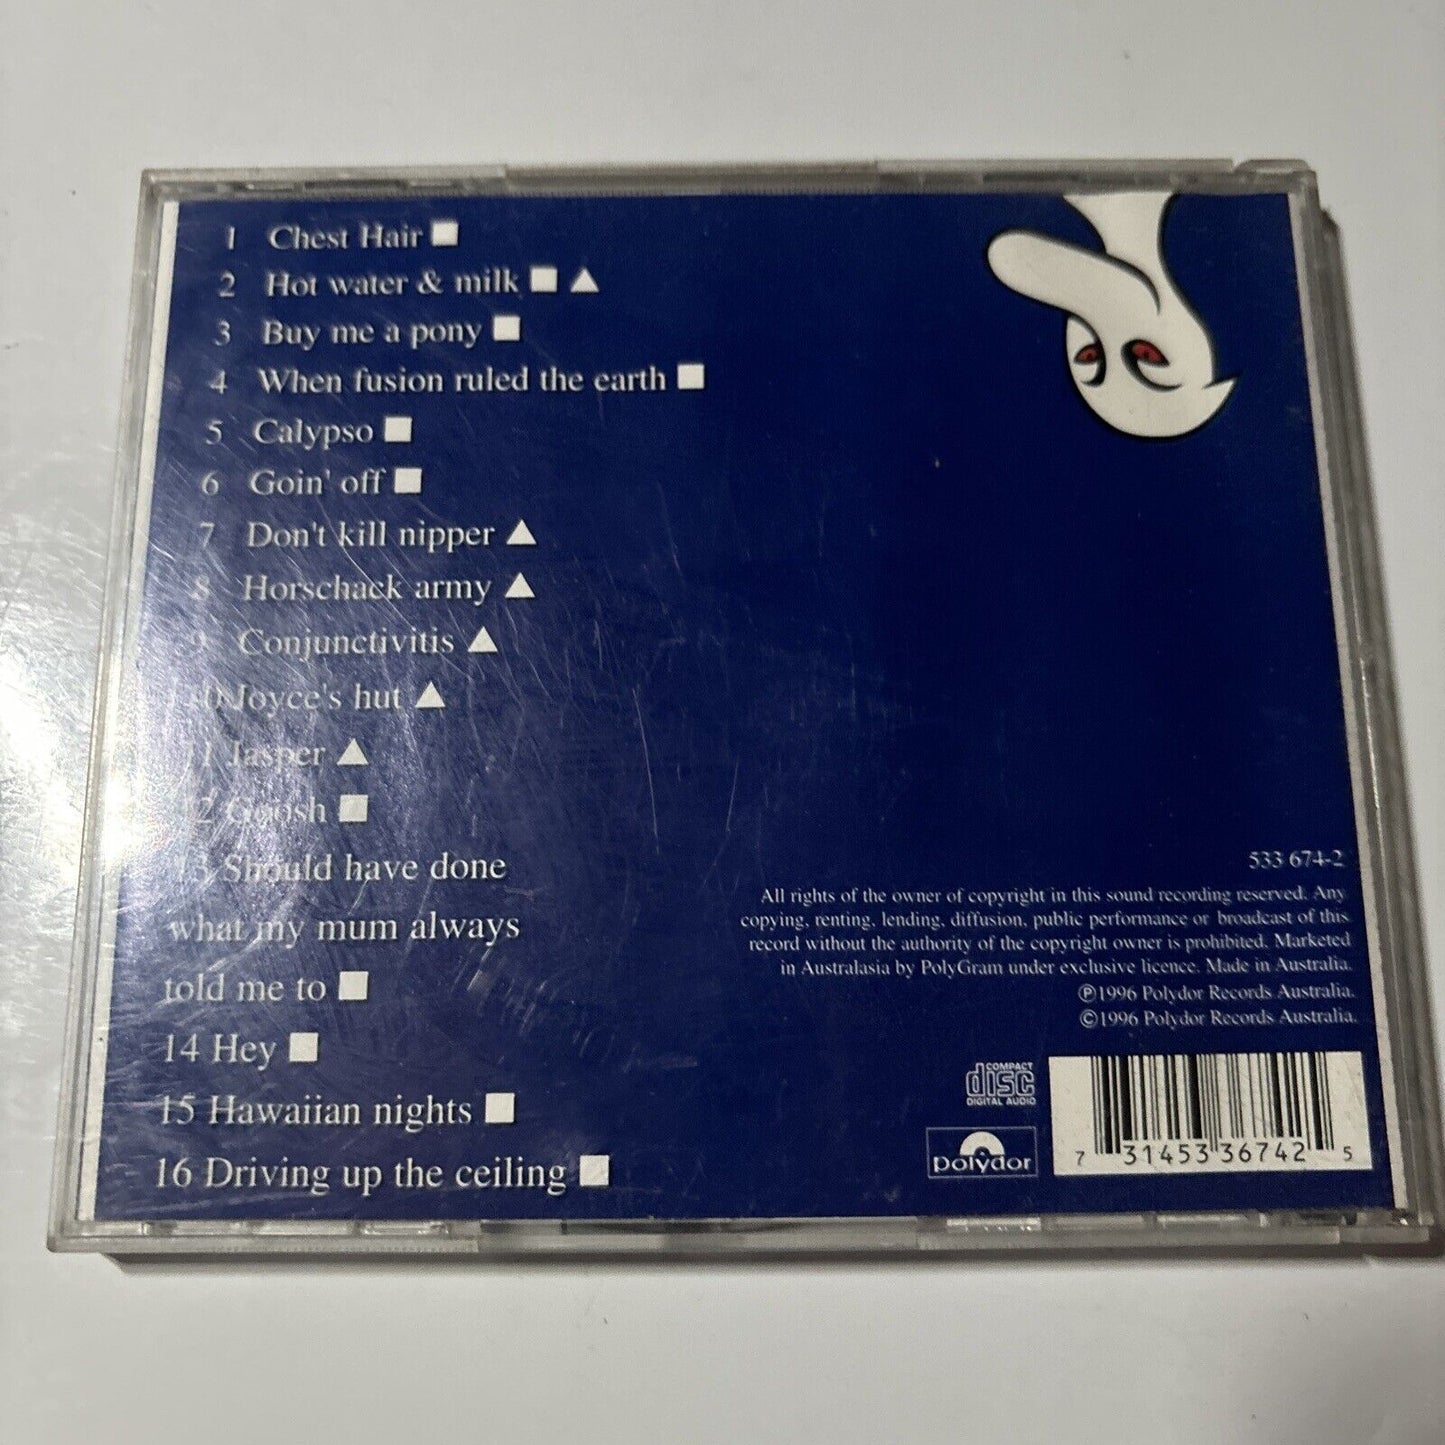 1 Chest Hair
2 Hot water & milk
3 Buy me a pony
4 When fusion ruled the earth
5 Calypso
6 Goin' off
7 Don't kill nipper
8 Horschack army
9 Conjunctivitis
10 Joyce's hut
11 Jasper
12 Goosh
13 Should have done
what my mum always
told me to
14 Hey
15 Hawaiian nights
16 Driving up the ceiling
533 674-2
All rights of the owner of copyright in this sound recording reserved. Any
copying, renting, lending, diffusion, public performance or broadcast of this
record without the authority of the copyright owner is prohibited. Marketed
in Australasia by PolyGram under exclusive licence. Made in Australia.
℗1996 Polydor Records Australia.
©1996 Polydor Records Australia.
COMPACT
disc
DIGITAL AUDIO
polydor
7 31453 36742 5